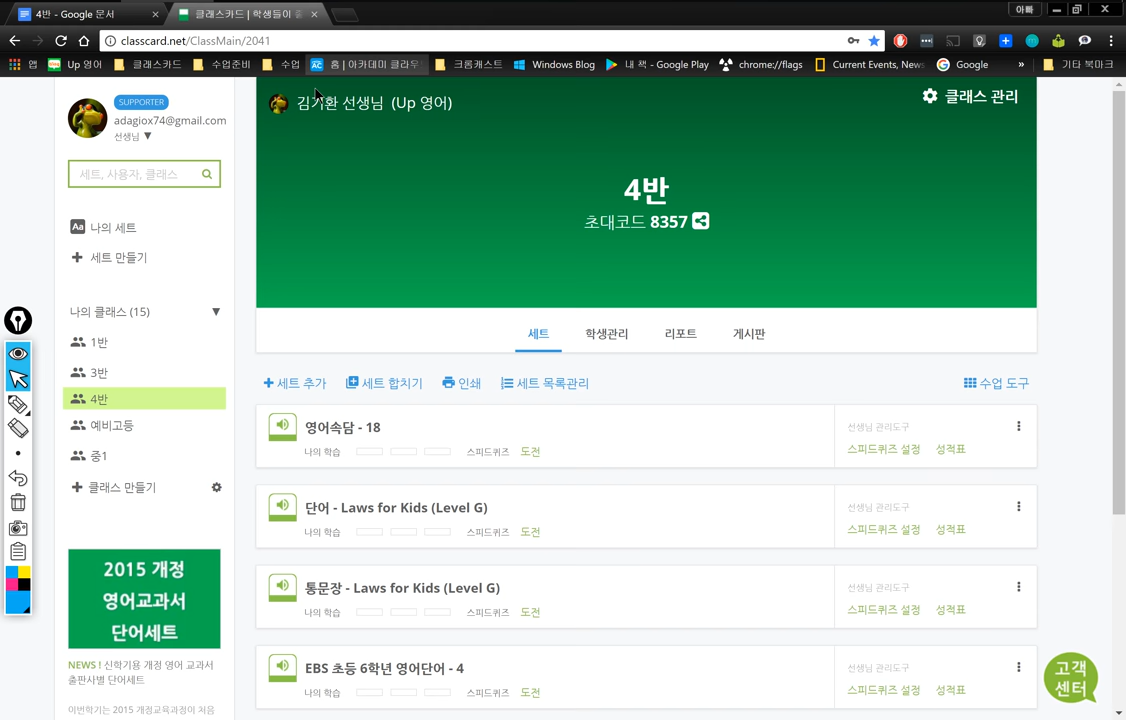 4반 - Google 문서
클래스카드 | 학생들이 좋
아빠
classcard.net/ClassMain/2041
앱
Up 영어
클래스카드
수업준비
수업
홈 | 아카데미 클라우
크롬캐스트
Windows Blog
내 책 - Google Play
chrome://flags
Current Events, News
Google
»
기타 북마크
SUPPORTER
adagiox74@gmail.com
선생님 ▼
세트, 사용자, 클래스
Aa 나의 세트
세트 만들기
나의 클래스 (15) ▼
1반
3반
4반
예비고등
중1
클래스 만들기
2015 개정
영어교과서
단어세트
NEWS ! 신학기용 개정 영어 교과서
출판사별 단어세트
이번학기는 2015 개정교육과정이 처음
선생님 (Up 영어)
클래스 관리
4반
초대코드 8357
세트
학생관리
리포트
게시판
세트 추가
세트 합치기
인쇄
세트 목록관리
수업 도구
영어속담 - 18
나의 학습
스피드퀴즈 도전
선생님 관리도구
스피드퀴즈 설정 성적표
단어 - Laws for Kids (Level G)
나의 학습
스피드퀴즈 도전
선생님 관리도구
스피드퀴즈 설정 성적표
통문장 - Laws for Kids (Level G)
나의 학습
스피드퀴즈 도전
선생님 관리도구
스피드퀴즈 설정 성적표
EBS 초등 6학년 영어단어 - 4
나의 학습
스피드퀴즈 도전
선생님 관리도구
스피드퀴즈 설정 성적표
고객
센터